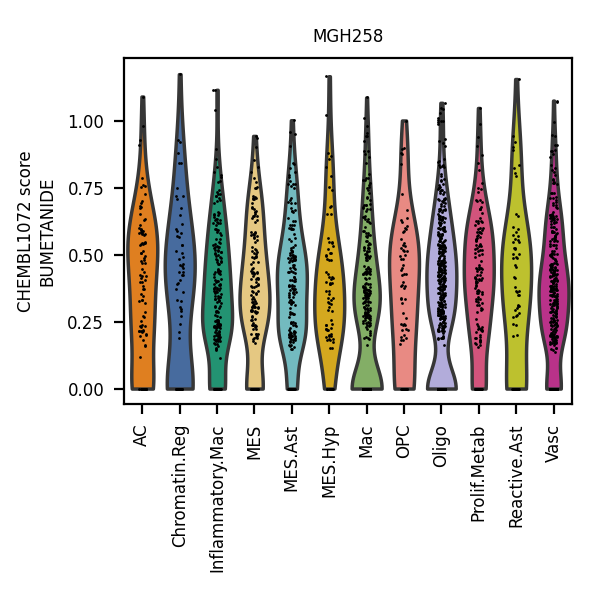 MGH258
CHEMBL1072 score
BUMETANIDE
1.00
0.75
0.50
0.25
0.00
AC
Chromatin.Reg
Inflammatory.Mac
MES
MES.Ast
MES.Hyp
Mac
OPC
Oligo
Prolif.Metab
Reactive.Ast
Vasc